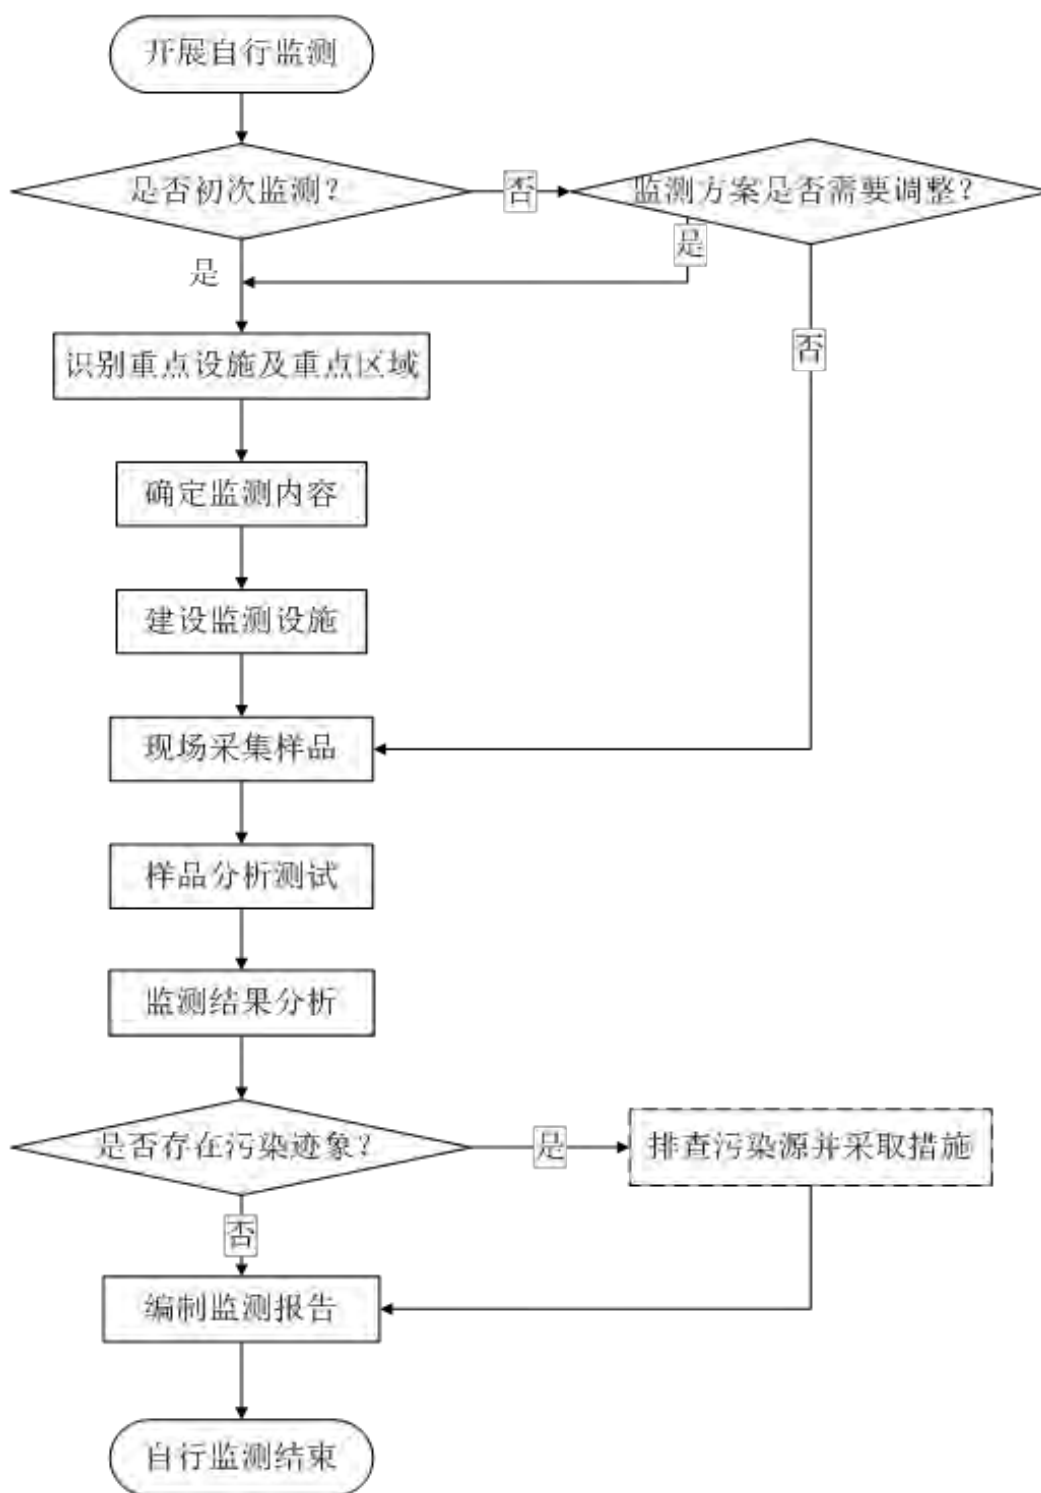 开展自行监测
是否初次监测？
否
监测方案是否需要调整？
是
是
识别重点设施及重点区域
否
确定监测内容
建设监测设施
现场采集样品
样品分析测试
监测结果分析
是否存在污染迹象？
是
排查污染源并采取措施
否
编制监测报告
自行监测结束